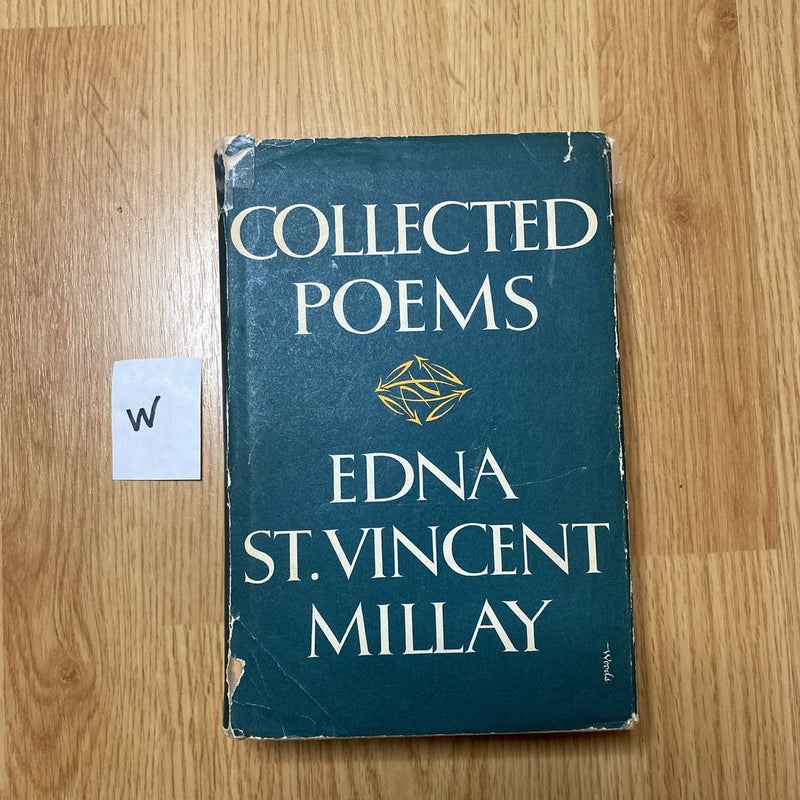 COLLECTED
POEMS
W
EDNA
ST. VINCENT
MILLAY